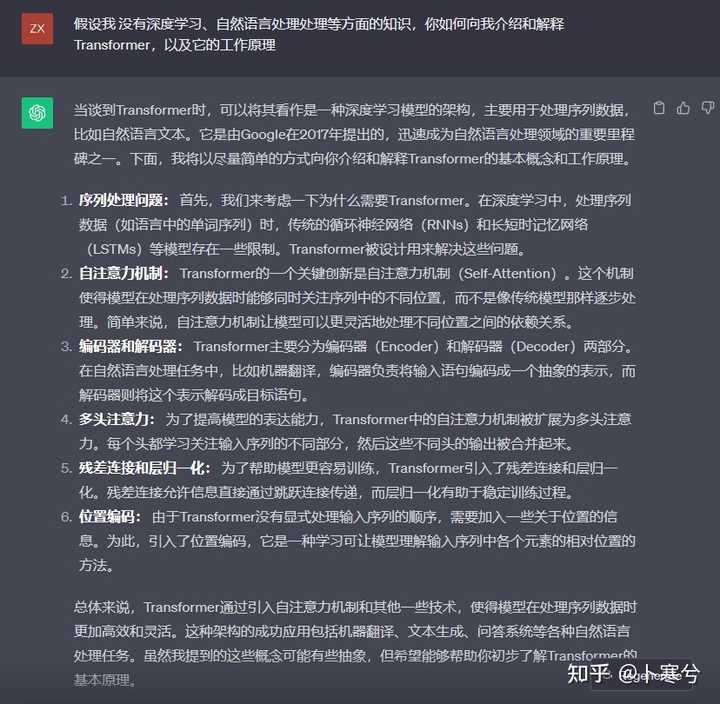 ZX
假设我 没有深度学习、自然语言处理处理等方面的知识，你如何向我介绍和解释
Transformer，以及它的工作原理
当谈到Transformer时，可以将其看作是一种深度学习模型的架构，主要用于处理序列数据，
比如自然语言文本。它是由Google在2017年提出的，迅速成为自然语言处理领域的重要里程
碑之一。下面，我将以尽量简单的方式向你介绍和解释Transformer的基本概念和工作原理。
1. 序列处理问题： 首先，我们来考虑一下为什么需要Transformer。在深度学习中，处理序列
数据（如语言中的单词序列）时，传统的循环神经网络（RNNs）和长短时记忆网络
（LSTMs）等模型存在一些限制。Transformer被设计用来解决这些问题。
2. 自注意力机制： Transformer的一个关键创新是自注意力机制（Self-Attention）。这个机制
使得模型在处理序列数据时能够同时关注序列中的不同位置，而不是像传统模型那样逐步处
理。简单来说，自注意力机制让模型可以更灵活地处理不同位置之间的依赖关系。
3. 编码器和解码器： Transformer主要分为编码器（Encoder）和解码器（Decoder）两部分。
在自然语言处理任务中，比如机器翻译，编码器负责将输入语句编码成一个抽象的表示，而
解码器则将这个表示解码成目标语句。
4. 多头注意力： 为了提高模型的表达能力，Transformer中的自注意力机制被扩展为多头注意
力。每个头都学习关注输入序列的不同部分，然后这些不同头的输出被合并起来。
5. 残差连接和层归一化： 为了帮助模型更容易训练，Transformer引入了残差连接和层归一
化。残差连接允许信息直接通过跳跃连接传递，而层归一化有助于稳定训练过程。
6. 位置编码： 由于Transformer没有显式处理输入序列的顺序，需要加入一些关于位置的信
息。为此，引入了位置编码，它是一种学习可让模型理解输入序列中各个元素的相对位置的
方法。
总体来说，Transformer通过引入自注意力机制和其他一些技术，使得模型在处理序列数据时
更加高效和灵活。这种架构的成功应用包括机器翻译、文本生成、问答系统等各种自然语言
处理任务。虽然我提到的这些概念可能有些抽象，但希望能够帮助你初步了解Transformer的
基本原理。
知乎 @卜寒兮